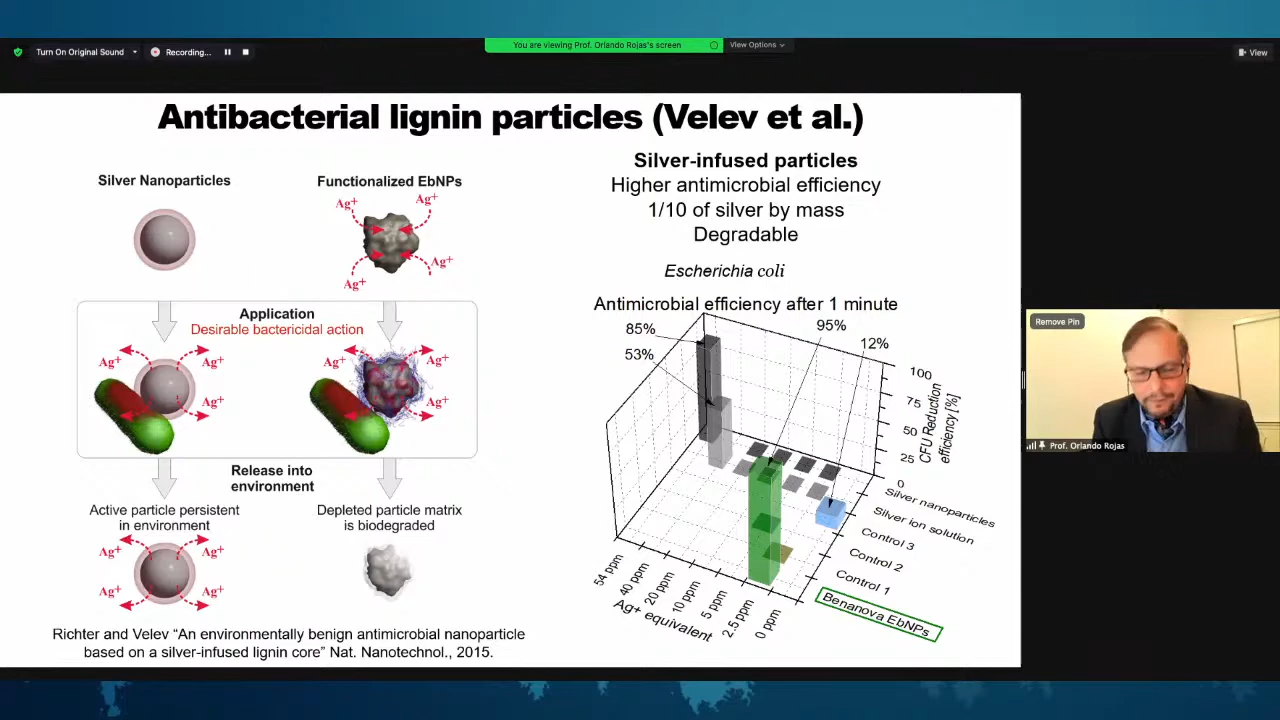 Turn On Original Sound
Recording...
You are viewing Prof. Orlando Rojas's screen
View Options
View
Antibacterial lignin particles (Velev et al.)
Silver Nanoparticles
Functionalized EbNPs
Ag+
Ag+
Ag+
Ag+
Application
Desirable bactericidal action
Ag+
Ag+
Ag+
Ag+
Ag+
Release into
environment
Active particle persistent
in environment
Depleted particle matrix
is biodegraded
Ag+
Ag+
Ag+
Ag+
Richter and Velev “An environmentally benign antimicrobial nanoparticle
based on a silver-infused lignin core” Nat. Nanotechnol., 2015.
Silver-infused particles
Higher antimicrobial efficiency
1/10 of silver by mass
Degradable
Escherichia coli
Antimicrobial efficiency after 1 minute
85%
53%
95%
12%
100
75
50
25
0
CFU Reduction
efficiency [%]
Silver nanoparticles
Silver ion solution
Control 3
Control 2
Control 1
Benanova EbNPs
54 ppm
40 ppm
20 ppm
10 ppm
5 ppm
2.5 ppm
0 ppm
Ag+ equivalent
Remove Pin
Prof. Orlando Rojas